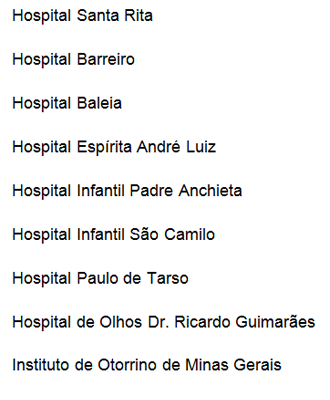 Hospital Santa Rita
Hospital Barreiro
Hospital Baleia
Hospital Espírita André Luiz
Hospital Infantil Padre Anchieta
Hospital Infantil São Camilo
Hospital Paulo de Tarso
Hospital de Olhos Dr. Ricardo Guimarães
Instituto de Otorrino de Minas Gerais